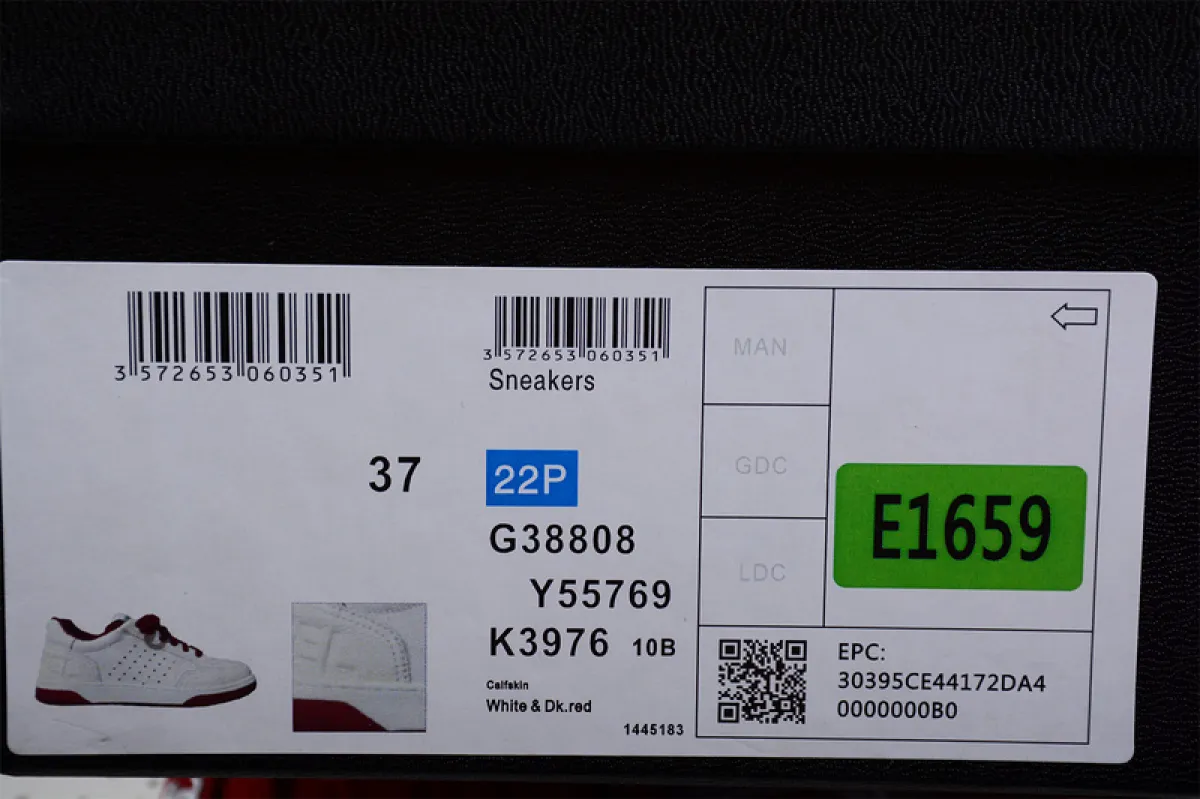 3 572653 060351
37
3 572653 060351
Sneakers
22P
G38808
Y55769
K3976 10B
Calfskin
White & Dk.red
1445183
MAN
GDC
LDC
E1659
EPC:
30395CE44172DA4
0000000B0